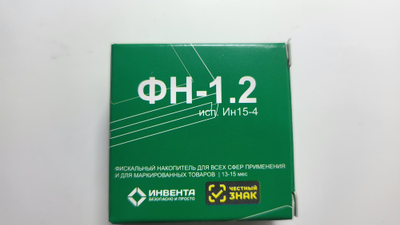 ФН-1.2
исп. Ин15-4
ФИСКАЛЬНЫЙ НАКОПИТЕЛЬ ДЛЯ ВСЕХ СФЕР ПРИМЕНЕНИЯ
И ДЛЯ МАРКИРОВАННЫХ ТОВАРОВ | 13-15 мес.
ИНВЕНТА
БЕЗОПАСНО И ПРОСТО
ЧЕСТНЫЙ
ЗНАК